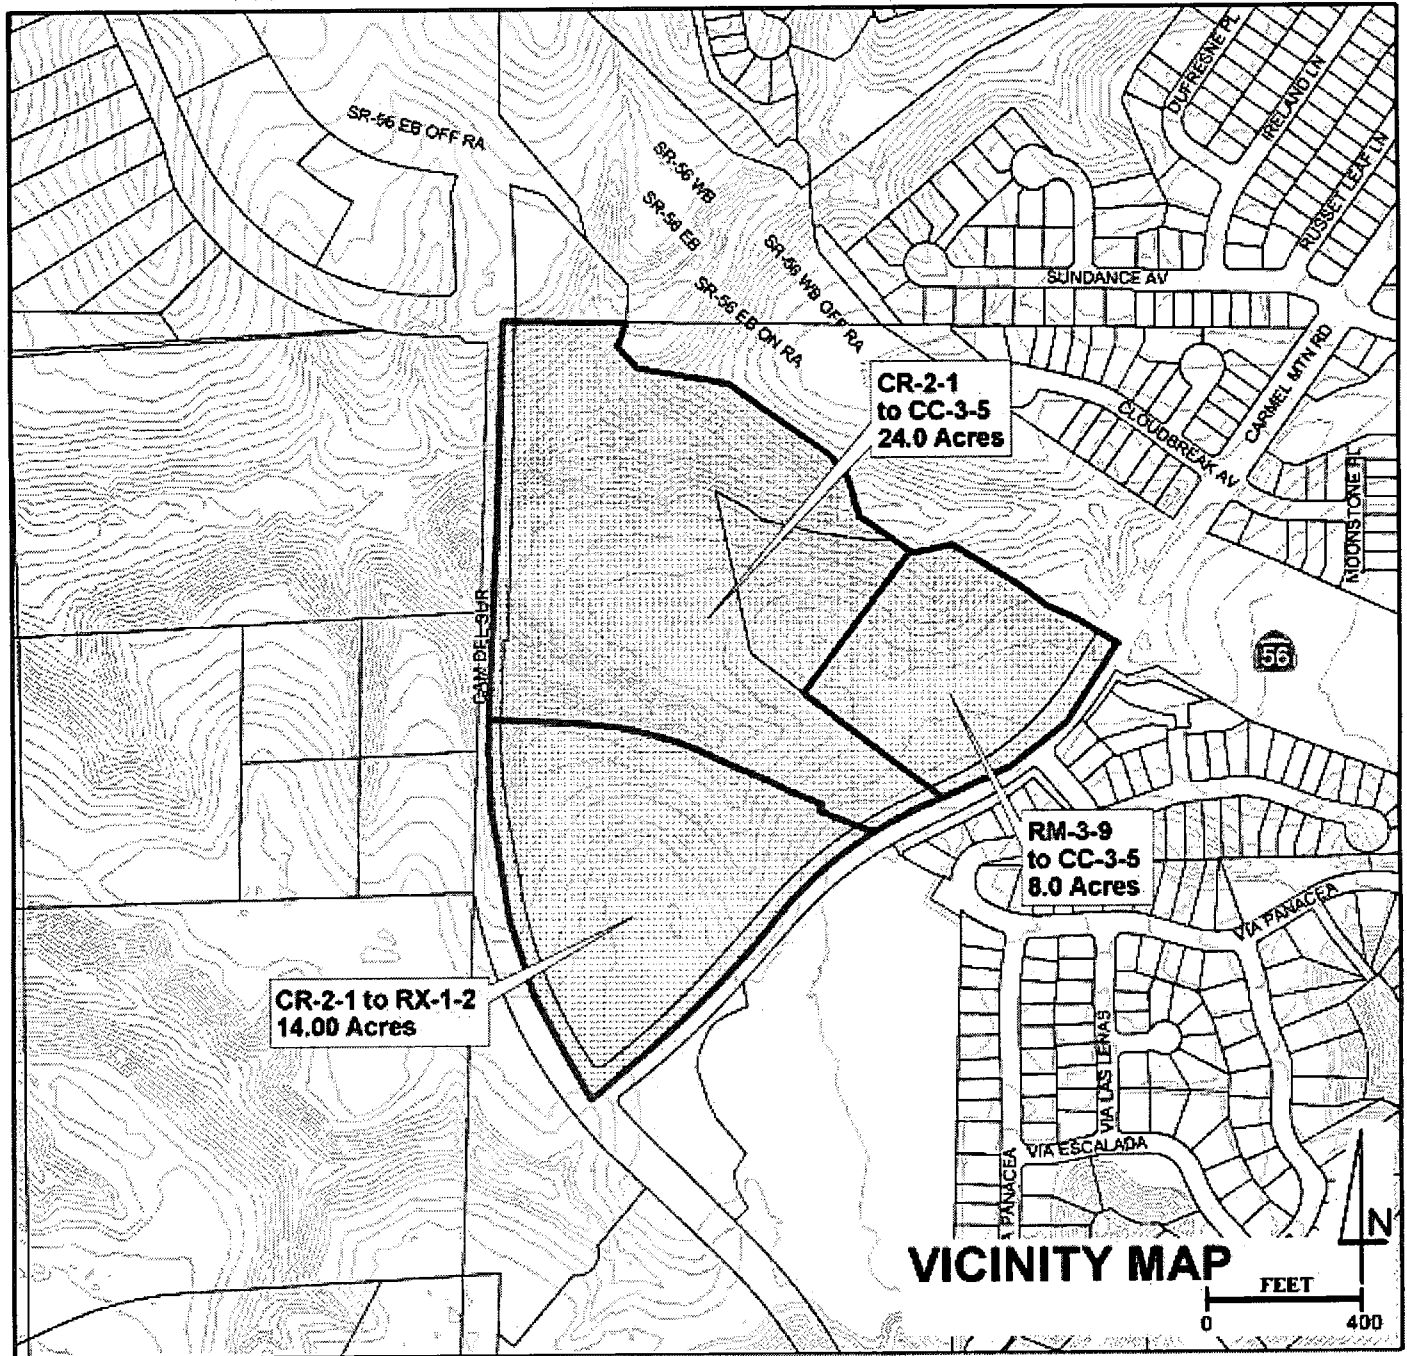 DUFRESNE PL
IRELAND LN
RUSSET LEAF LN
SR-56 EB OFF RA
SR-56 WB
SR-56 EB
SR-56 WB OFF RA
SR-56 EB ON RA
SUNDANCE AV
CARMEL MTN RD
CLOUDBREAK AV
MOONSTONE PL
CR-2-1
to CC-3-5
24.0 Acres
CAM DEL SUR
56
RM-3-9
to CC-3-5
8.0 Acres
VIA PANACEA
CR-2-1 to RX-1-2
14.00 Acres
VIA LAS LENAS
VIA ESCALADA
A PANACEA
N
VICINITY MAP
FEET
0 400